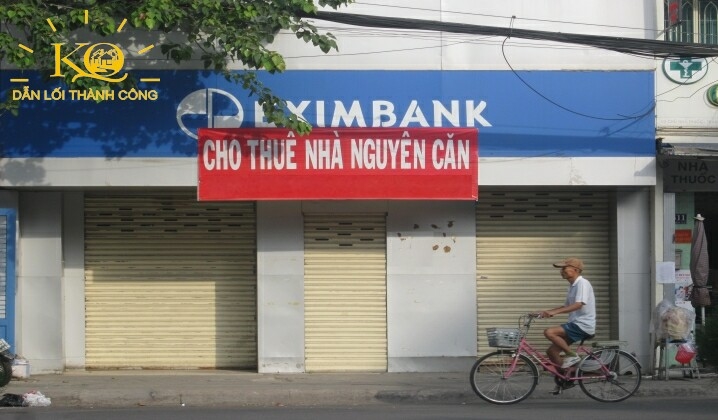 KQ
DẪN LỐI THÀNH CÔNG
EXIMBANK
CHO THUÊ NHÀ NGUYÊN CĂN
NHÀ
THUỐC